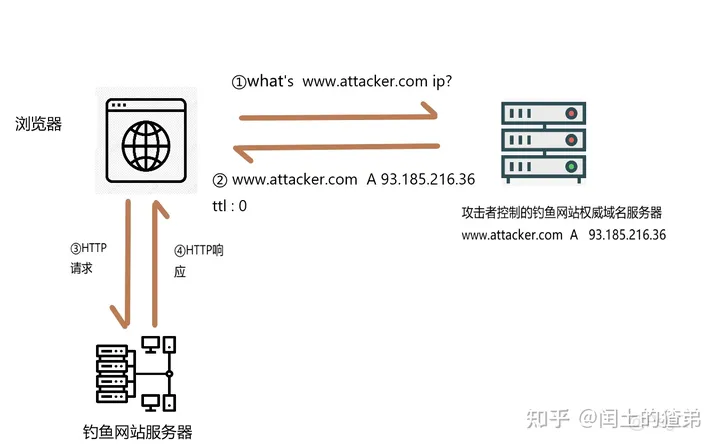 ①what's www.attacker.com ip?
浏览器
② www.attacker.com A 93.185.216.36
ttl : 0
攻击者控制的钓鱼网站权威域名服务器
www.attacker.com A 93.185.216.36
③HTTP
请求
④HTTP响
应
钓鱼网站服务器
知乎 @闰土的猹弟